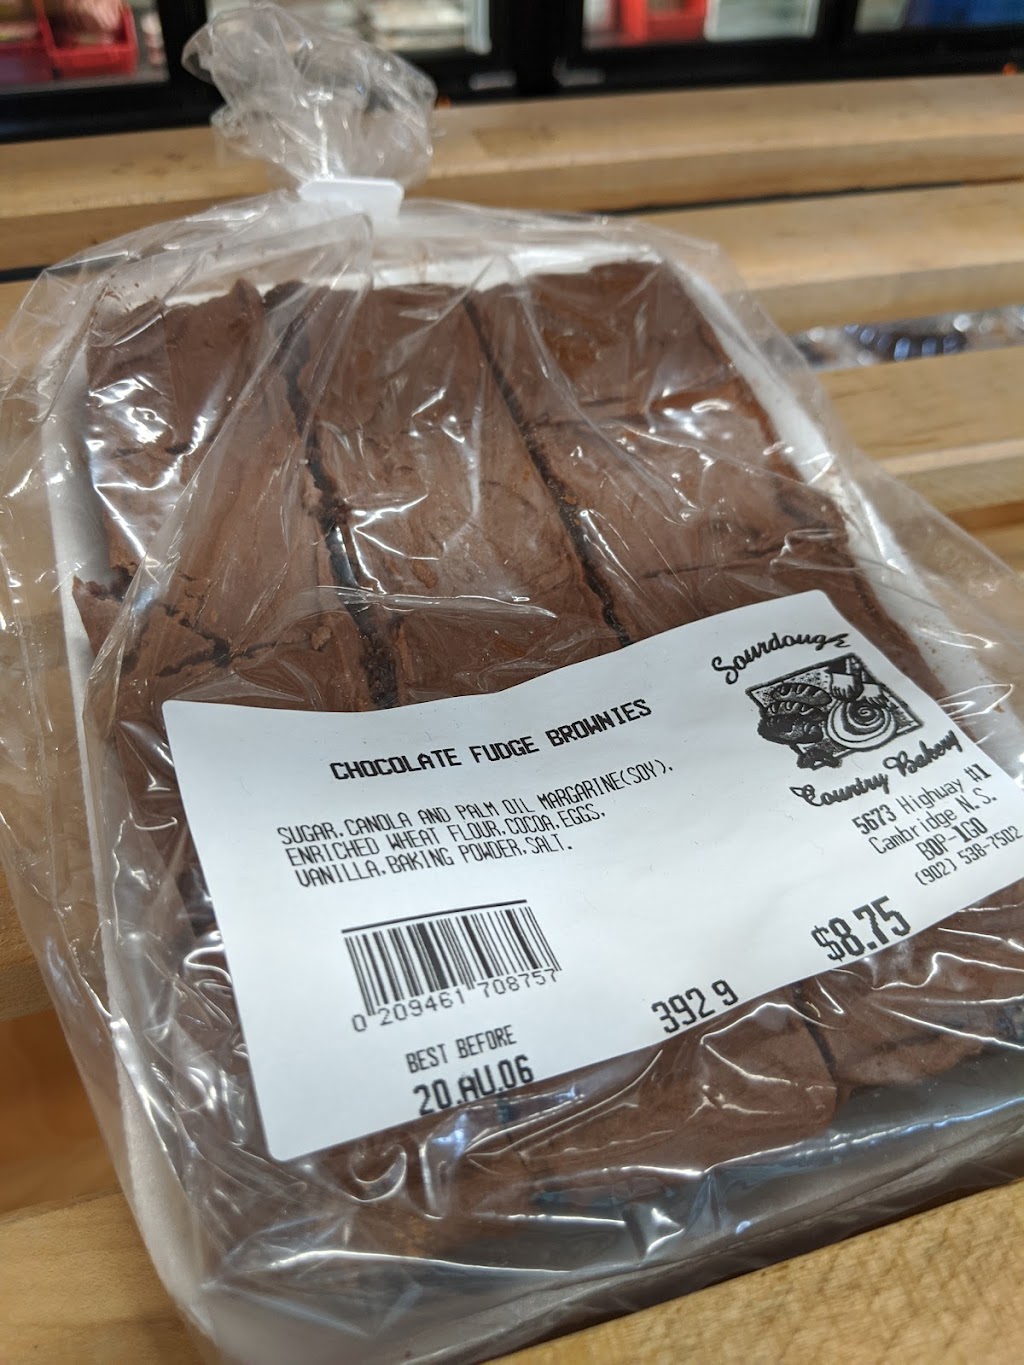 CHOCOLATE FUDGE BROWNIES
SUGAR, CANOLA AND PALM OIL MARGARINE(SOY),
ENRICHED WHEAT FLOUR, COCOA, EGGS,
VANILLA, BAKING POWDER, SALT.
Sourdough
Country Bakery
5673 Highway #1
Cambridge N.S.
B0P-1G0
(902) 538-7502
0 209461 708757
$8.75
392 g
BEST BEFORE
20.AU.06